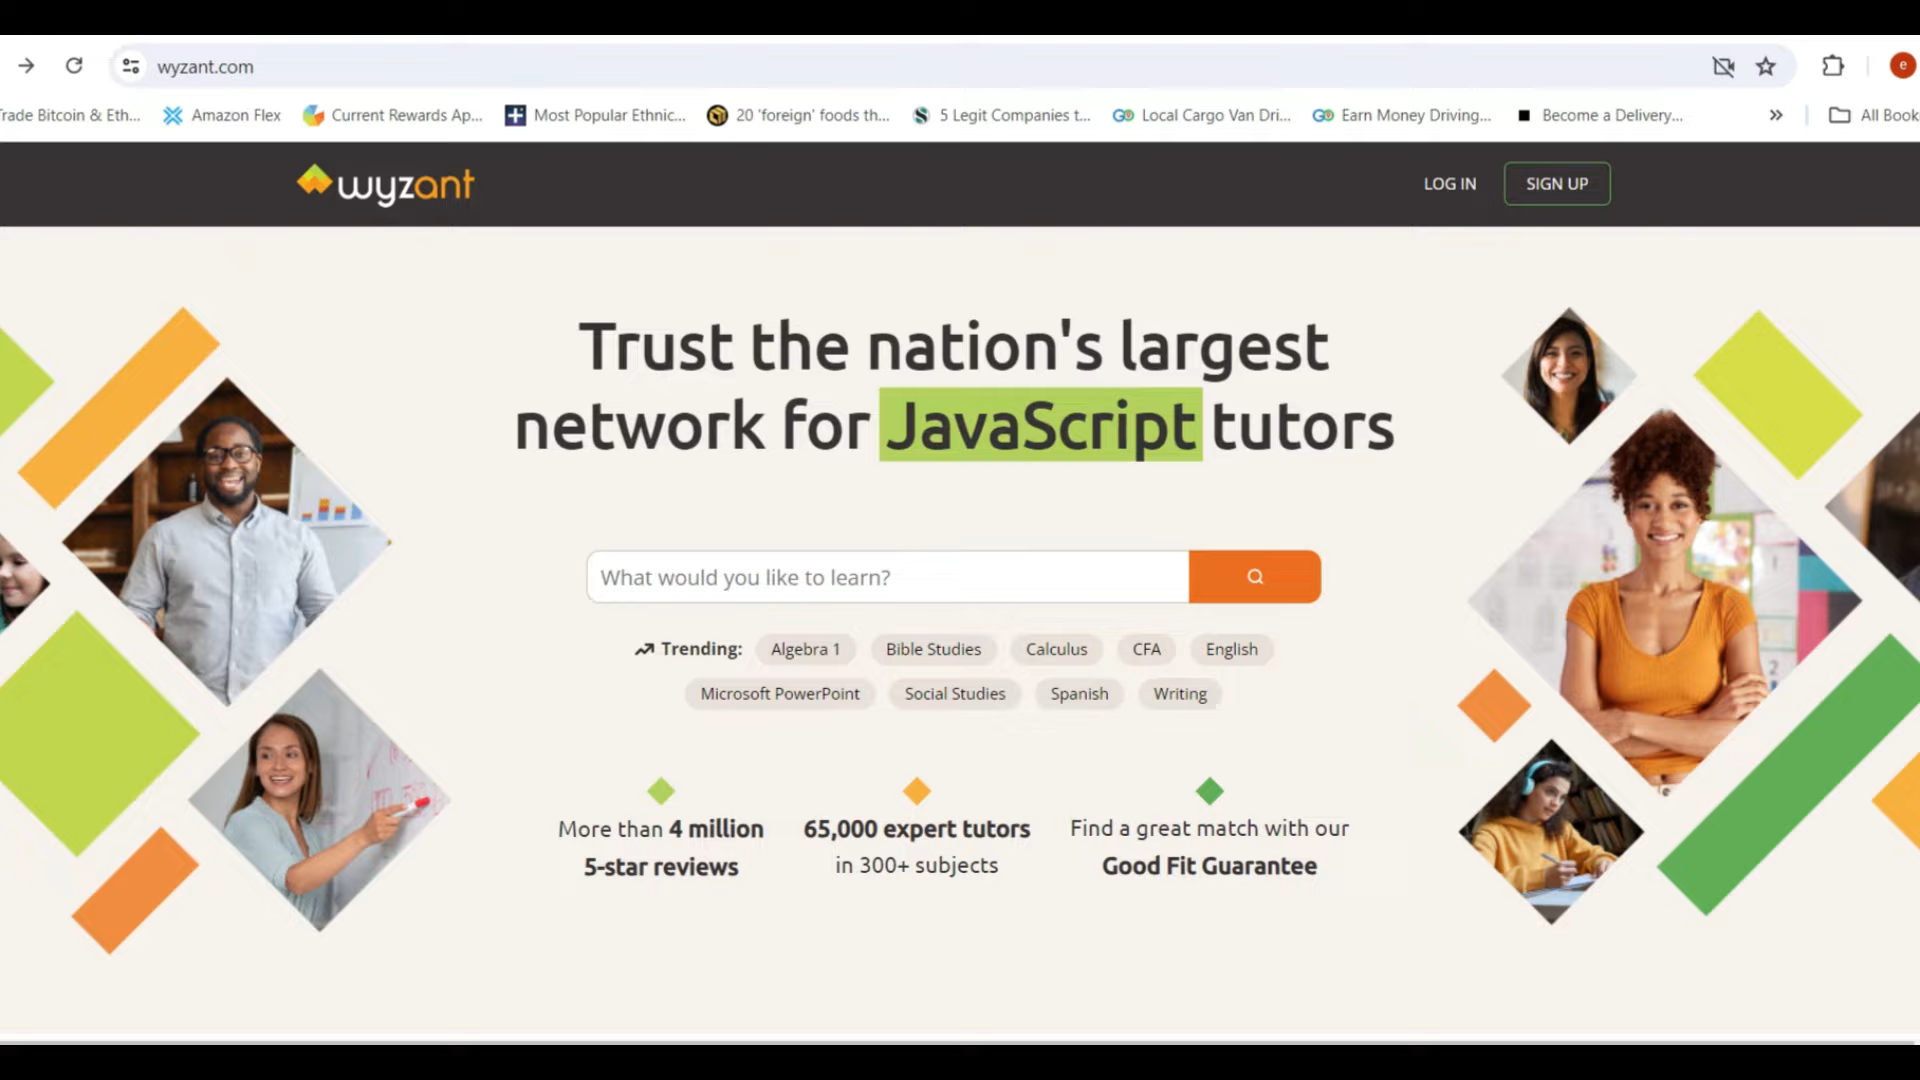 wyzant.com
e
Trade Bitcoin & Eth...
Amazon Flex
Current Rewards Ap...
Most Popular Ethnic...
20 'foreign' foods th...
5 Legit Companies t...
Local Cargo Van Dri...
Earn Money Driving...
Become a Delivery...
All Book
wyzant
LOG IN
SIGN UP
Trust the nation's largest
network for JavaScript tutors
What would you like to learn?
Trending:
Algebra 1
Bible Studies
Calculus
CFA
English
Microsoft PowerPoint
Social Studies
Spanish
Writing
More than 4 million
5-star reviews
65,000 expert tutors
in 300+ subjects
Find a great match with our
Good Fit Guarantee